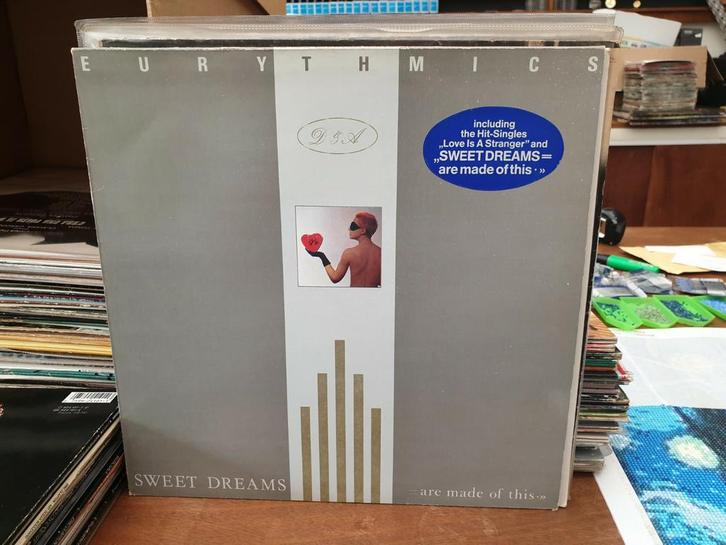 EURYTHMICS
D & A
including
the Hit-Singles
„Love Is A Stranger" and
„SWEET DREAMS=
are made of this·»
SWEET DREAMS
=are made of this·»